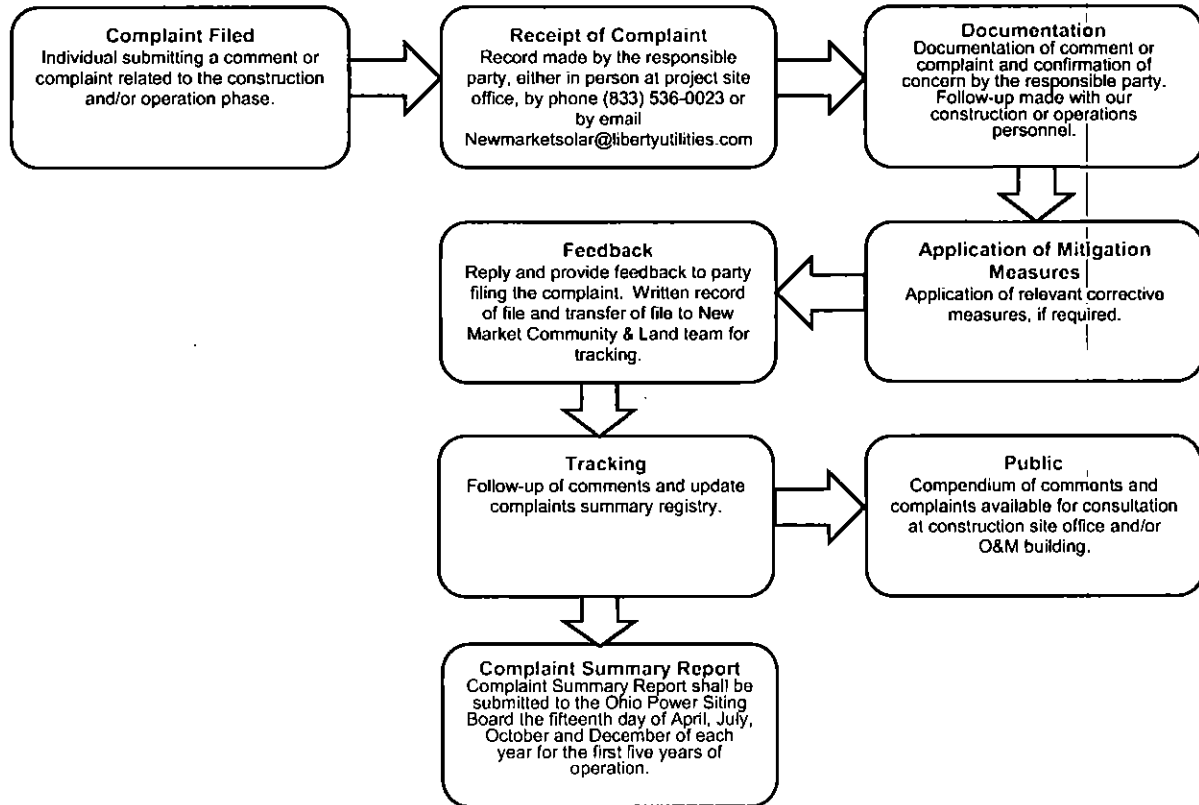 Complaint Filed
Individual submitting a comment or
complaint related to the construction
and/or operation phase.
Receipt of Complaint
Record made by the responsible
party, either in person at project site
office, by phone (833) 536-0023 or
by email
Newmarketsolar@libertyutilities.com
Documentation
Documentation of comment or
complaint and confirmation of
concern by the responsible party.
Follow-up made with our
construction or operations
personnel.
Application of Mitigation
Measures
Application of relevant corrective
measures, if required.
Feedback
Reply and provide feedback to party
filing the complaint. Written record
of file and transfer of file to New
Market Community & Land team for
tracking.
Tracking
Follow-up of comments and update
complaints summary registry.
Public
Compendium of comments and
complaints available for consultation
at construction site office and/or
O&M building.
Complaint Summary Report
Complaint Summary Report shall be
submitted to the Ohio Power Siting
Board the fifteenth day of April, July,
October and December of each
year for the first five years of
operation.